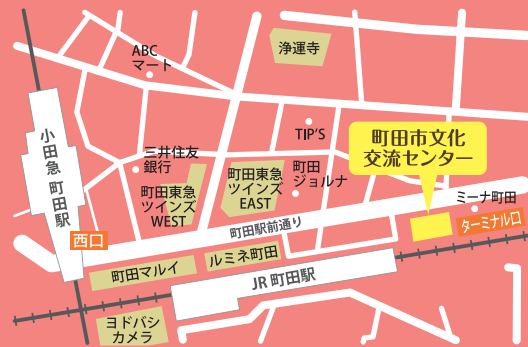 ABC
マート
浄運寺
小田急 町田駅
TIP'S
町田市文化
交流センター
三井住友
銀行
町田東急
ツインズ
WEST
町田東急
ツインズ
EAST
町田
ジョルナ
ミーナ町田
ターミナル口
町田駅前通り
西口
町田マルイ
ルミネ町田
JR 町田駅
ヨドバシ
カメラ